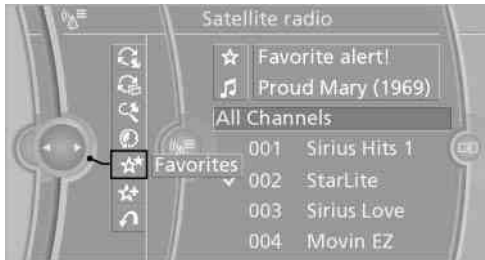 Satellite radio
Favorite alert!
Proud Mary (1969)
All Channels
001 Sirius Hits 1
Favorites
002 StarLite
003 Sirius Love
004 Movin EZ